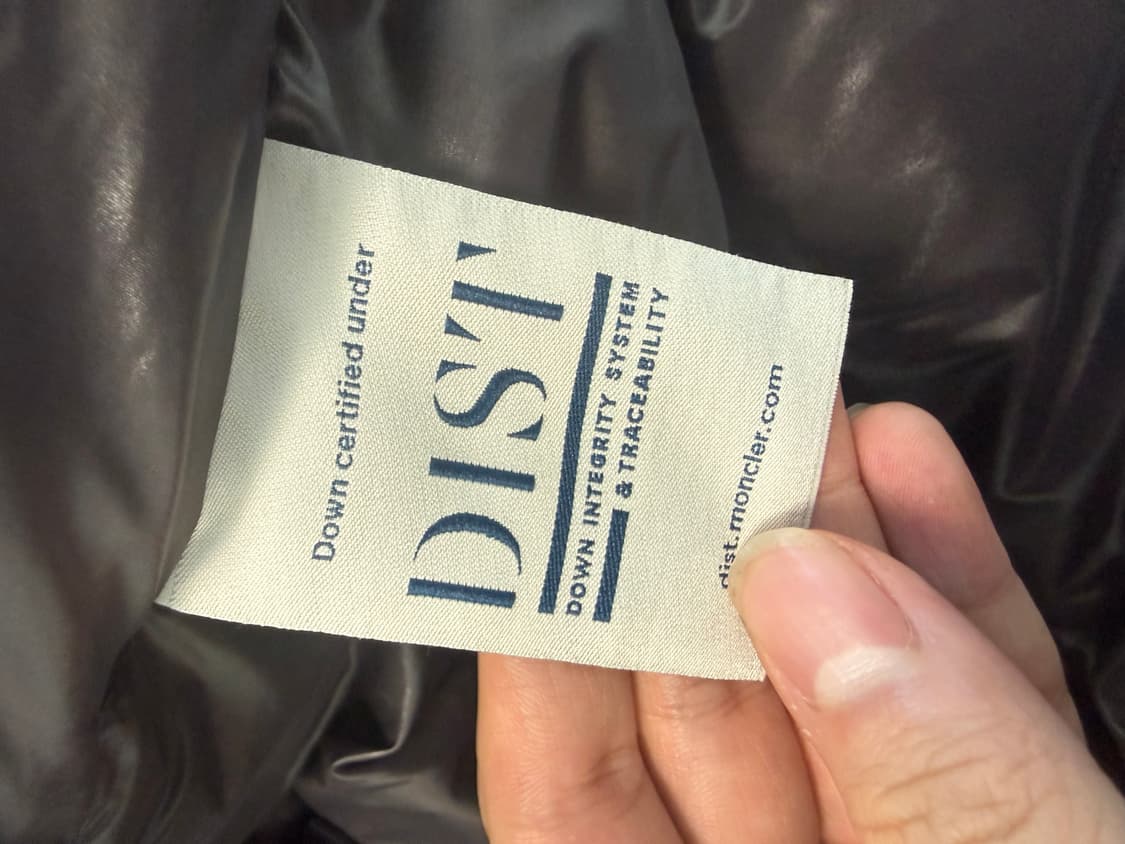 Down certified under
DIST
DOWN INTEGRITY SYSTEM
& TRACEABILITY
dist.moncler.com